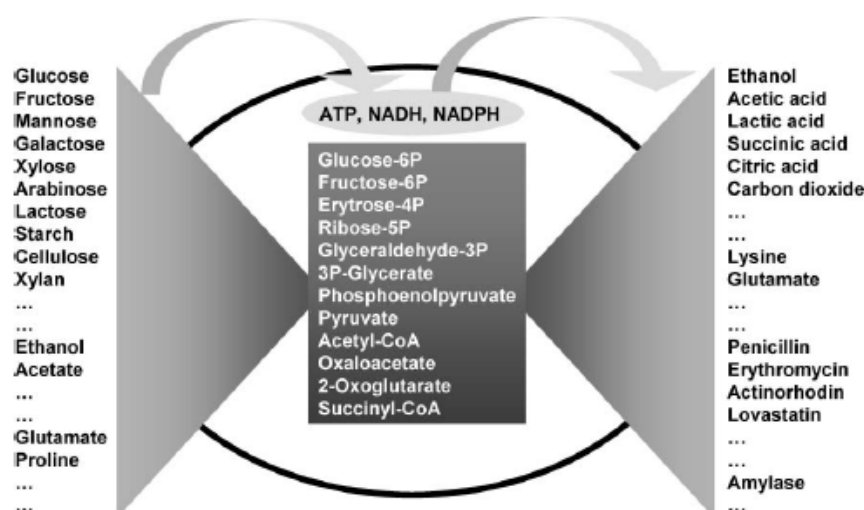 Glucose
Fructose
Mannose
Galactose
Xylose
Arabinose
Lactose
Starch
Cellulose
Xylan
...
...
Ethanol
Acetate
...
...
Glutamate
Proline
...
...
ATP, NADH, NADPH
Glucose-6P
Fructose-6P
Erytrose-4P
Ribose-5P
Glyceraldehyde-3P
3P-Glycerate
Phosphoenolpyruvate
Pyruvate
Acetyl-CoA
Oxaloacetate
2-Oxoglutarate
Succinyl-CoA
Ethanol
Acetic acid
Lactic acid
Succinic acid
Citric acid
Carbon dioxide
...
...
Lysine
Glutamate
...
...
Penicillin
Erythromycin
Actinorhodin
Lovastatin
...
...
Amylase
...